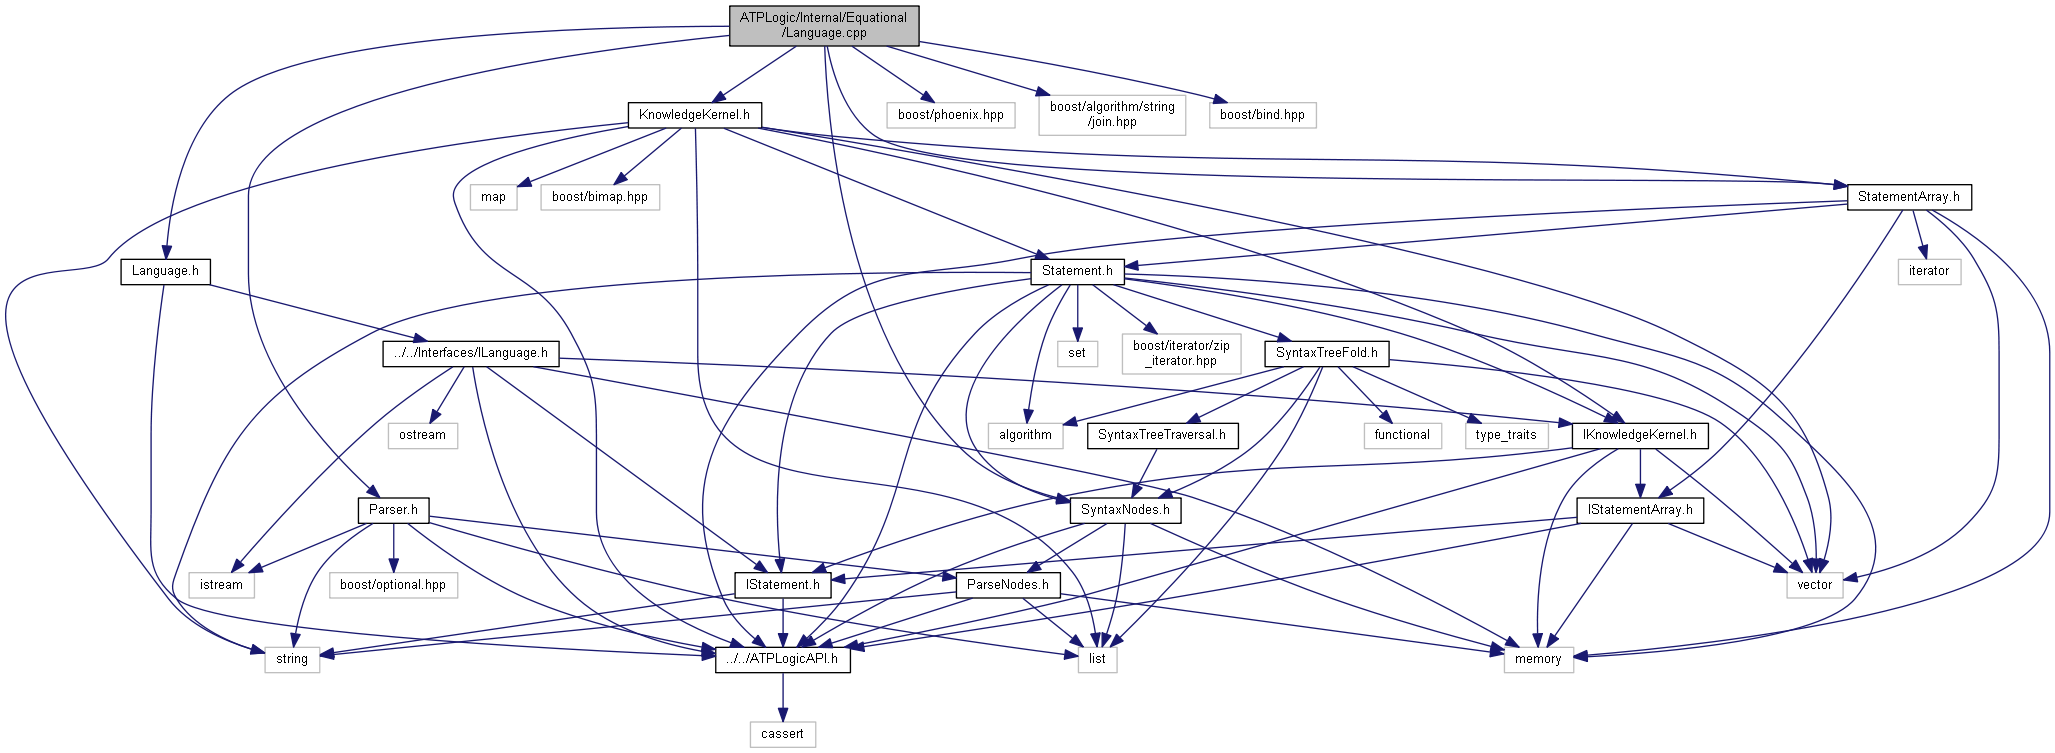 ATPLogic/Internal/Equational
/Language.cpp
KnowledgeKernel.h
boost/phoenix.hpp
boost/algorithm/string
/join.hpp
boost/bind.hpp
map
boost/bimap.hpp
StatementArray.h
Language.h
Statement.h
iterator
../../Interfaces/ILanguage.h
set
boost/iterator/zip
_iterator.hpp
SyntaxTreeFold.h
ostream
algorithm
SyntaxTreeTraversal.h
functional
type_traits
IKnowledgeKernel.h
Parser.h
SyntaxNodes.h
IStatementArray.h
istream
boost/optional.hpp
IStatement.h
ParseNodes.h
vector
string
../../ATPLogicAPI.h
list
memory
cassert